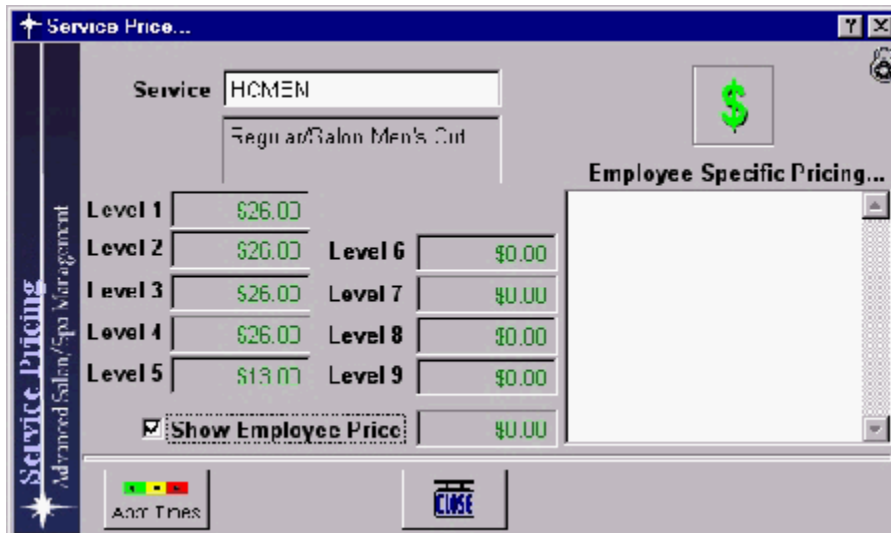 Service Price...
Service HCMEN
Regular/Salon Men's Cut
Employee Specific Pricing...
Level 1 $26.00
Level 2 $26.00 Level 6 $0.00
Level 3 $26.00 Level 7 $0.00
Level 4 $26.00 Level 8 $0.00
Level 5 $13.00 Level 9 $0.00
Show Employee Price $0.00
Appt Times
CLOSE
Service Pricing
Advanced Salon/Spa Management